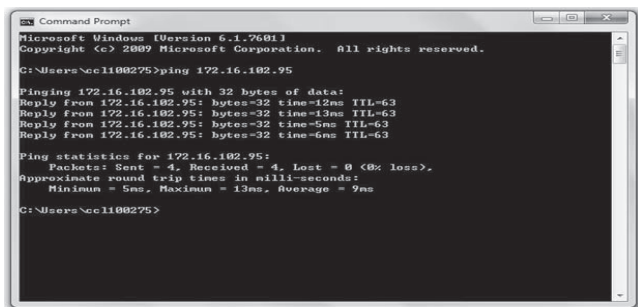 Command Prompt
Microsoft Windows [Version 6.1.7601]
Copyright (c) 2009 Microsoft Corporation.  All rights reserved.
C:\Users\ccl100275>ping 172.16.102.95
Pinging 172.16.102.95 with 32 bytes of data:
Reply from 172.16.102.95: bytes=32 time=12ms TTL=63
Reply from 172.16.102.95: bytes=32 time=13ms TTL=63
Reply from 172.16.102.95: bytes=32 time=5ms TTL=63
Reply from 172.16.102.95: bytes=32 time=6ms TTL=63
Ping statistics for 172.16.102.95:
    Packets: Sent = 4, Received = 4, Lost = 0 (0% loss),
Approximate round trip times in milli-seconds:
    Minimum = 5ms, Maximum = 13ms, Average = 9ms
C:\Users\ccl100275>